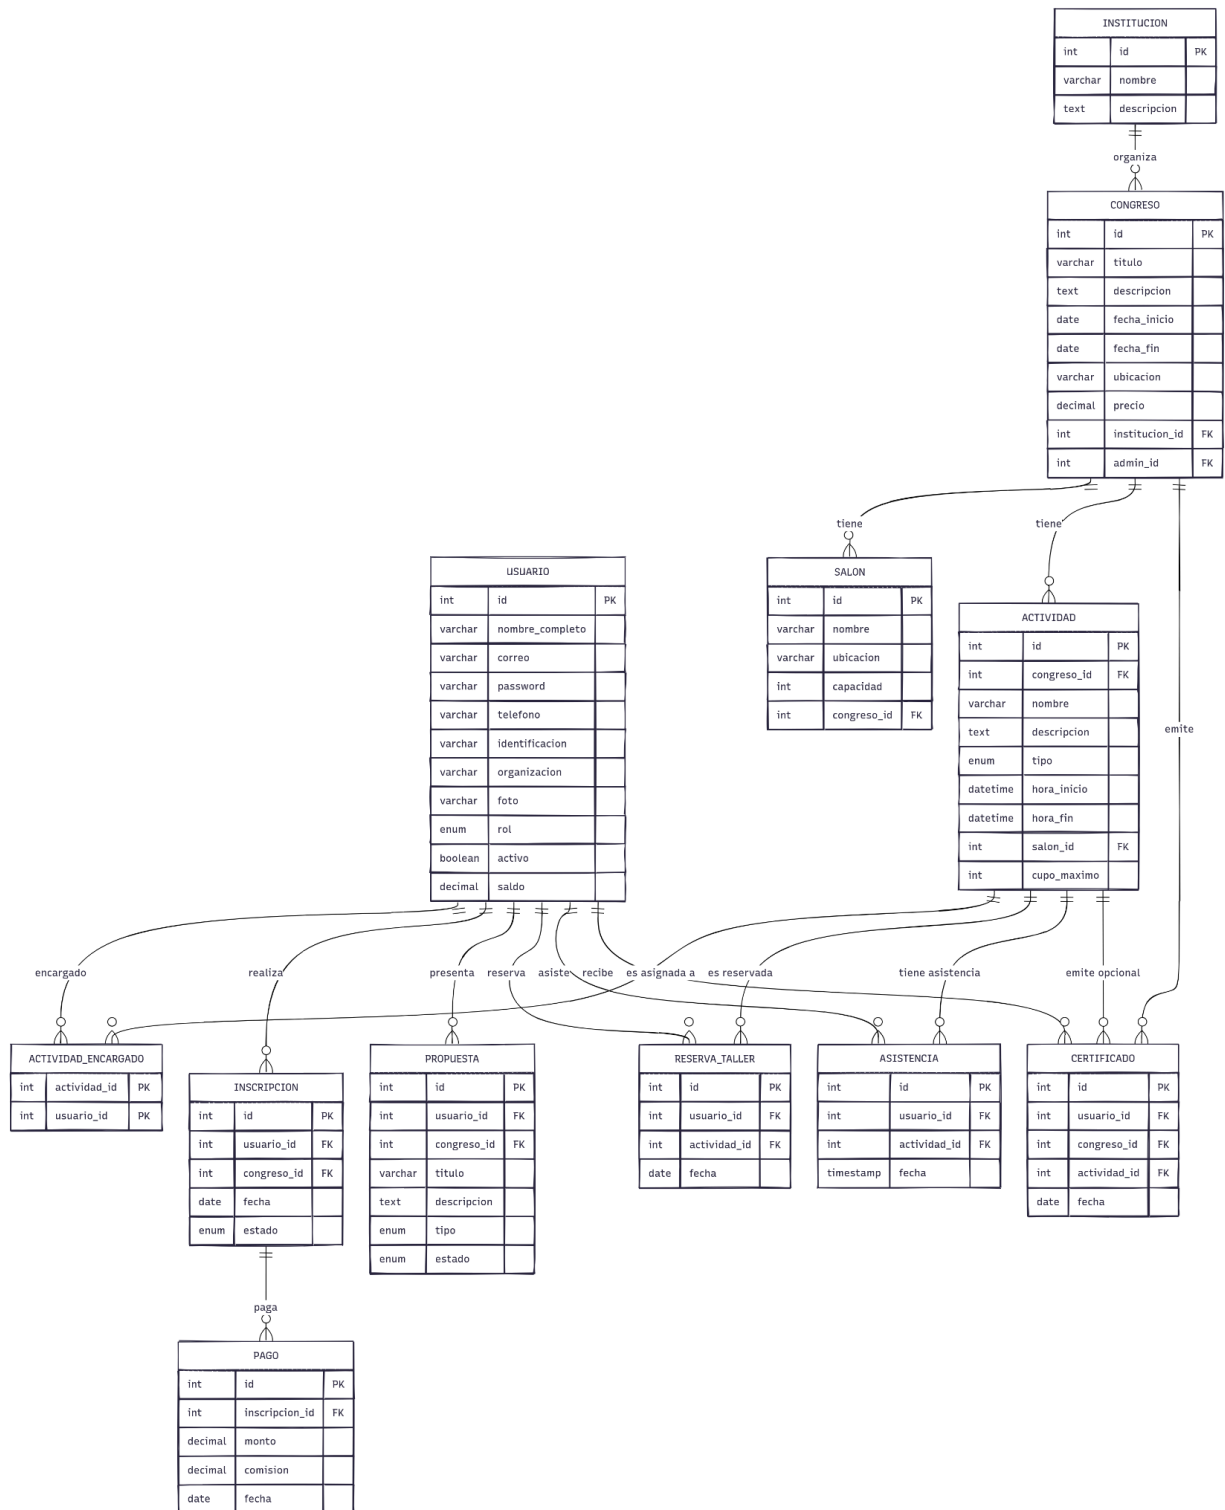 INSTITUCION
int id PK
varchar nombre
text descripcion
organiza
CONGRESO
int id PK
varchar titulo
text descripcion
date fecha_inicio
date fecha_fin
varchar ubicacion
decimal precio
int institucion_id FK
int admin_id FK
tiene
tiene
emite
USUARIO
int id PK
varchar nombre_completo
varchar correo
varchar password
varchar telefono
varchar identificacion
varchar organizacion
varchar foto
enum rol
boolean activo
decimal saldo
SALON
int id PK
varchar nombre
varchar ubicacion
int capacidad
int congreso_id FK
ACTIVIDAD
int id PK
int congreso_id FK
varchar nombre
text descripcion
enum tipo
datetime hora_inicio
datetime hora_fin
int salon_id FK
int cupo_maximo
encargado
realiza
presenta
reserva
asiste
recibe
es asignada a
es reservada
tiene asistencia
emite opcional
ACTIVIDAD_ENCARGADO
int actividad_id PK
int usuario_id PK
INSCRIPCION
int id PK
int usuario_id FK
int congreso_id FK
date fecha
enum estado
PROPUESTA
int id PK
int usuario_id FK
int congreso_id FK
varchar titulo
text descripcion
enum tipo
enum estado
RESERVA_TALLER
int id PK
int usuario_id FK
int actividad_id FK
date fecha
ASISTENCIA
int id PK
int usuario_id FK
int actividad_id FK
timestamp fecha
CERTIFICADO
int id PK
int usuario_id FK
int congreso_id FK
int actividad_id FK
date fecha
paga
PAGO
int id PK
int inscripcion_id FK
decimal monto
decimal comision
date fecha